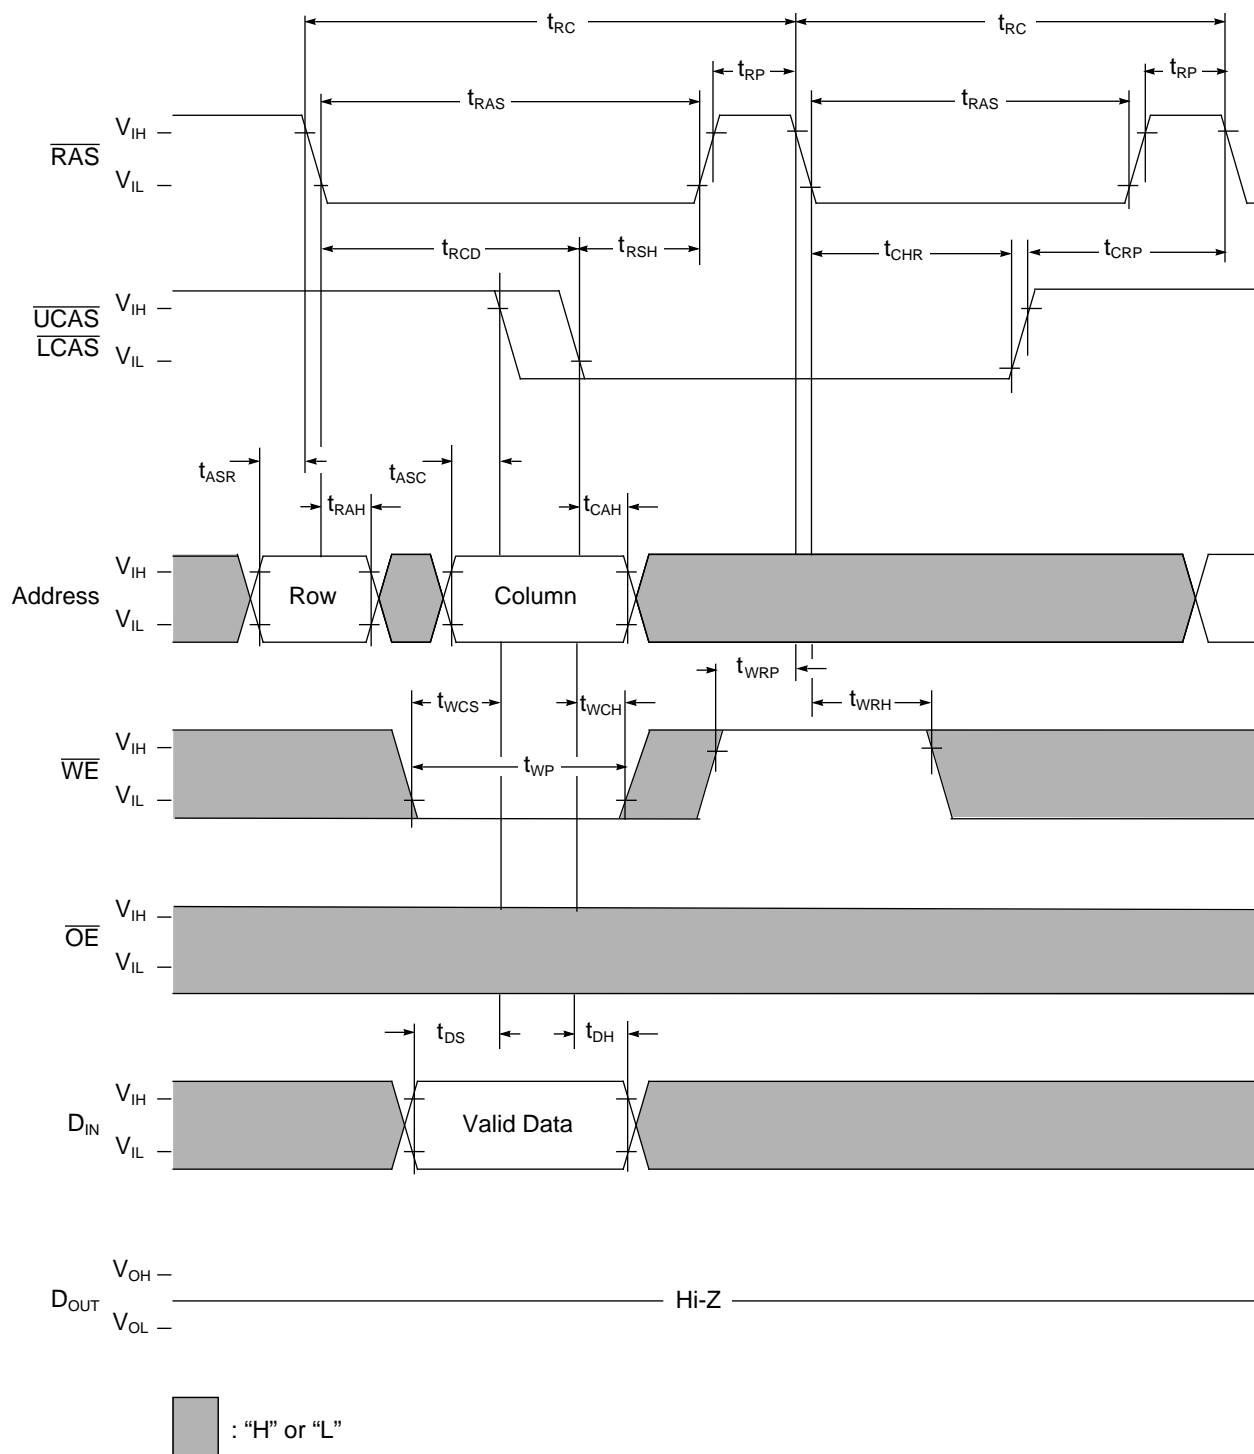 tRC tRC
tRP tRP
tRAS tRAS
VIH
RAS
VIL
tRCD tRSH tCHR tCRP
VIH
UCAS
LCAS
VIL
tASR tASC
tRAH tCAH
VIH
Address Row Column
VIL
tWRP
tWCS tWCH tWRH
VIH
WE tWP
VIL
VIH
OE
VIL
tDS tDH
VIH
DIN Valid Data
VIL
VOH
DOUT Hi-Z
VOL
: “H” or “L”